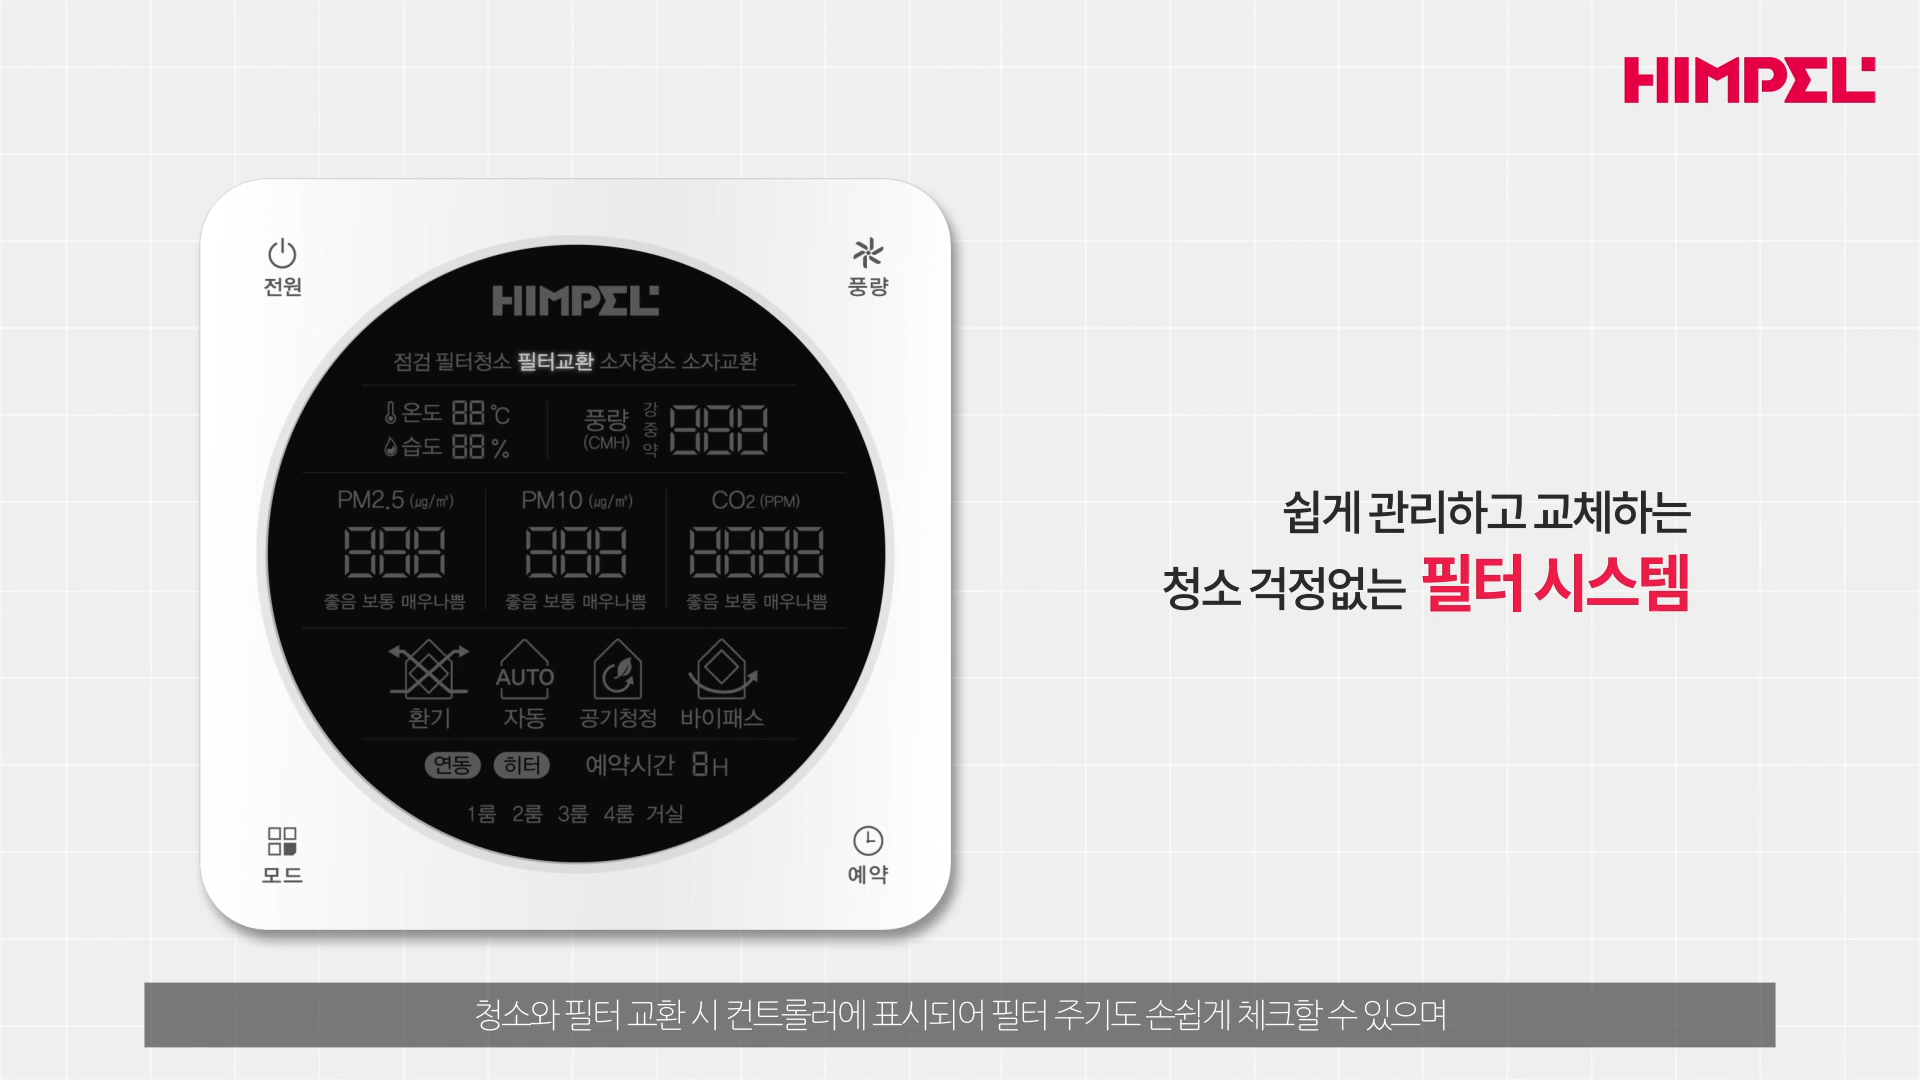 HIMPEL
전원
풍량
HIMPEL
점검 필터청소 필터교환 소자청소 소자교환
온도 88 ℃
습도 88 %
풍량 (CMH) 강 중 약 888
PM2.5 (㎍/㎥) PM10 (㎍/㎥) CO2 (PPM)
888 888 8888
좋음 보통 매우나쁨 좋음 보통 매우나쁨 좋음 보통 매우나쁨
AUTO
환기 자동 공기청정 바이패스
연동 히터 예약시간 8H
1룸 2룸 3룸 4룸 거실
모드
예약
쉽게 관리하고 교체하는
청소 걱정없는 필터 시스템
청소와 필터 교환 시 컨트롤러에 표시되어 필터 주기도 손쉽게 체크할 수 있으며